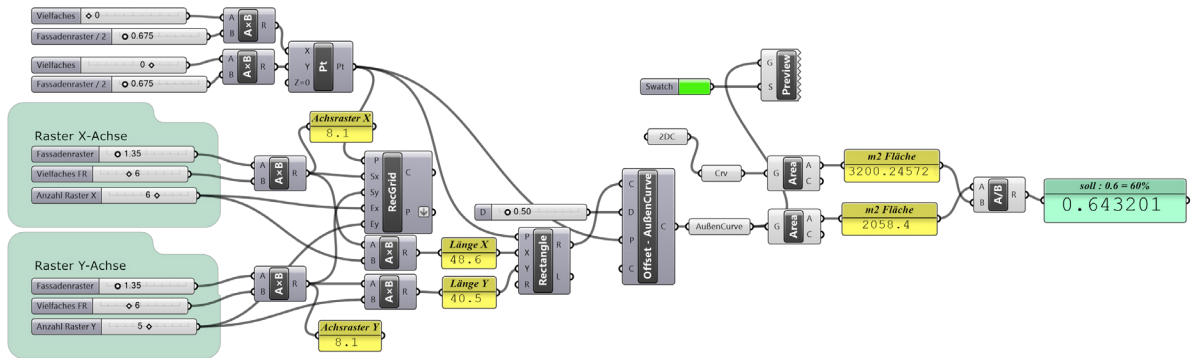 Vielfaches 0
Fassadenraster / 2 0.675
A B A×B R
Vielfaches 0
Fassadenraster / 2 0.675
A B A×B R
X Y Z=0 Pt Pt
Raster X-Achse
Fassadenraster 1.35
Vielfaches FR 6
Anzahl Raster X 6
A B A×B R
Achsraster X
8.1
P Sx Sy Ex Ey RecGrid C P
Raster Y-Achse
Fassadenraster 1.35
Vielfaches FR 6
Anzahl Raster Y 5
A B A×B R
Achsraster Y
8.1
A B A×B R
Länge X
48.6
A B A×B R
Länge Y
40.5
D 0.50
P X Y R Rectangle R L
C D P C Offset - AußenCurve C
Swatch
G S Preview
2DC
Crv
AußenCurve
G Area A C
m2 Fläche
3200.24572
G Area A C
m2 Fläche
2058.4
A B A/B R
soll : 0.6 = 60%
0.643201